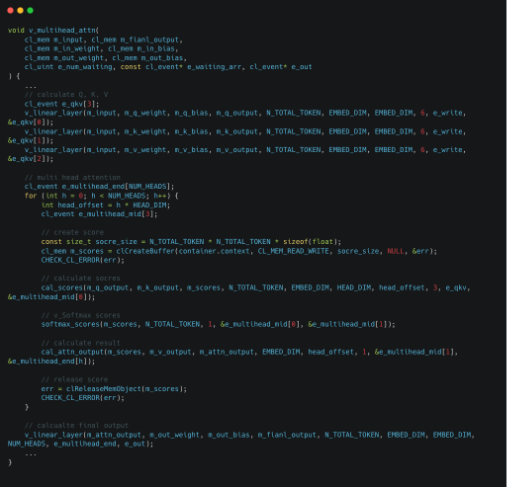 void v_multihead_attn(
    cl_mem m_input, cl_mem m_fianl_output,
    cl_mem m_in_weight, cl_mem m_in_bias,
    cl_mem m_out_weight, cl_mem m_out_bias,
    cl_uint e_num_waiting, const cl_event* e_waiting_arr, cl_event* e_out
) {
    ...
    // calculate Q, K, V
    cl_event e_qkv[3];
    v_linear_layer(m_input, m_q_weight, m_q_bias, m_q_output, N_TOTAL_TOKEN, EMBED_DIM, EMBED_DIM, 6, e_write,
&e_qkv[0]);
    v_linear_layer(m_input, m_k_weight, m_k_bias, m_k_output, N_TOTAL_TOKEN, EMBED_DIM, EMBED_DIM, 6, e_write,
&e_qkv[1]);
    v_linear_layer(m_input, m_v_weight, m_v_bias, m_v_output, N_TOTAL_TOKEN, EMBED_DIM, EMBED_DIM, 6, e_write,
&e_qkv[2]);
    // multi head attention
    cl_event e_multihead_end[NUM_HEADS];
    for (int h = 0; h < NUM_HEADS; h++) {
        int head_offset = h * HEAD_DIM;
        cl_event e_multihead_mid[3];
        // create score
        const size_t socre_size = N_TOTAL_TOKEN * N_TOTAL_TOKEN * sizeof(float);
        cl_mem m_scores = clCreateBuffer(container.context, CL_MEM_READ_WRITE, socre_size, NULL, &err);
        CHECK_CL_ERROR(err);
        // calculate socres
        cal_scores(m_q_output, m_k_output, m_scores, N_TOTAL_TOKEN, EMBED_DIM, HEAD_DIM, head_offset, 3, e_qkv,
&e_multihead_mid[0]);
        // v_Softmax scores
        softmax_scores(m_scores, N_TOTAL_TOKEN, 1, &e_multihead_mid[0], &e_multihead_mid[1]);
        // calculate result
        cal_attn_output(m_scores, m_v_output, m_attn_output, EMBED_DIM, head_offset, 1, &e_multihead_mid[1],
&e_multihead_end[h]);
        // release score
        err = clReleaseMemObject(m_scores);
        CHECK_CL_ERROR(err);
    }
    // calcualte final output
    v_linear_layer(m_attn_output, m_out_weight, m_out_bias, m_fianl_output, N_TOTAL_TOKEN, EMBED_DIM, EMBED_DIM,
NUM_HEADS, e_multihead_end, e_out);
    ...
}